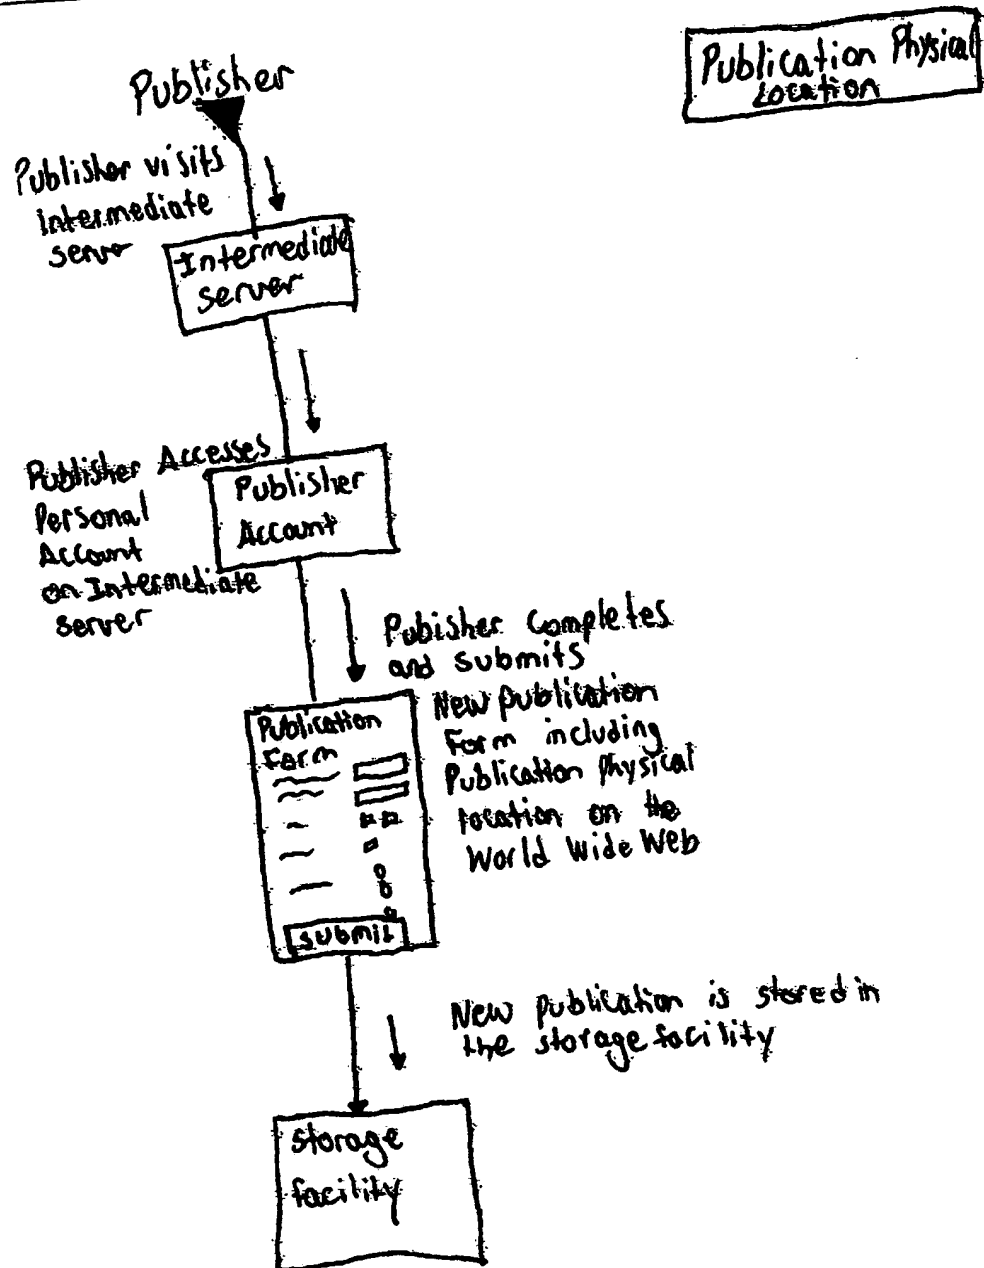 Publication Physical
Location
Publisher
Publisher visits
intermediate
server
Intermediate
server
Publisher Accesses
Personal
Account
on Intermediate
server
Publisher
Account
Pubisher completes
and submits
New publication
Form including
Publication physical
location on the
World Wide Web
Publication
Form
submit
New publication is stored in
the storage facility
storage
facility